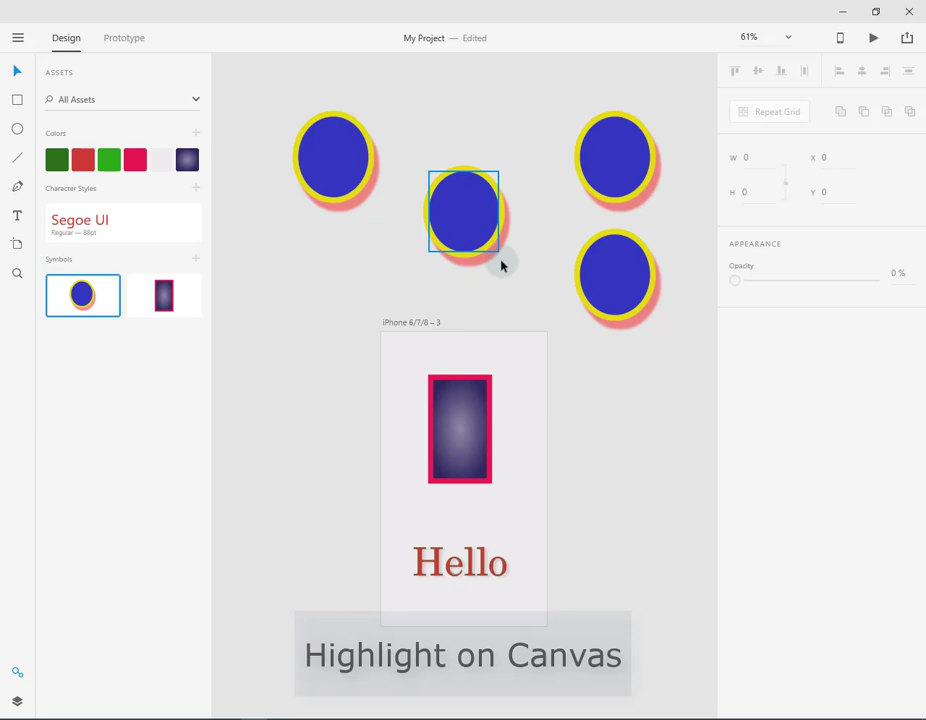 Design
Prototype
My Project — Edited
61%
ASSETS
All Assets
Colors
Character Styles
Segoe UI
Regular — 88pt
Symbols
iPhone 6/7/8 – 3
Hello
Highlight on Canvas
Repeat Grid
W 0 X 0
H 0 Y 0
APPEARANCE
Opacity
0 %